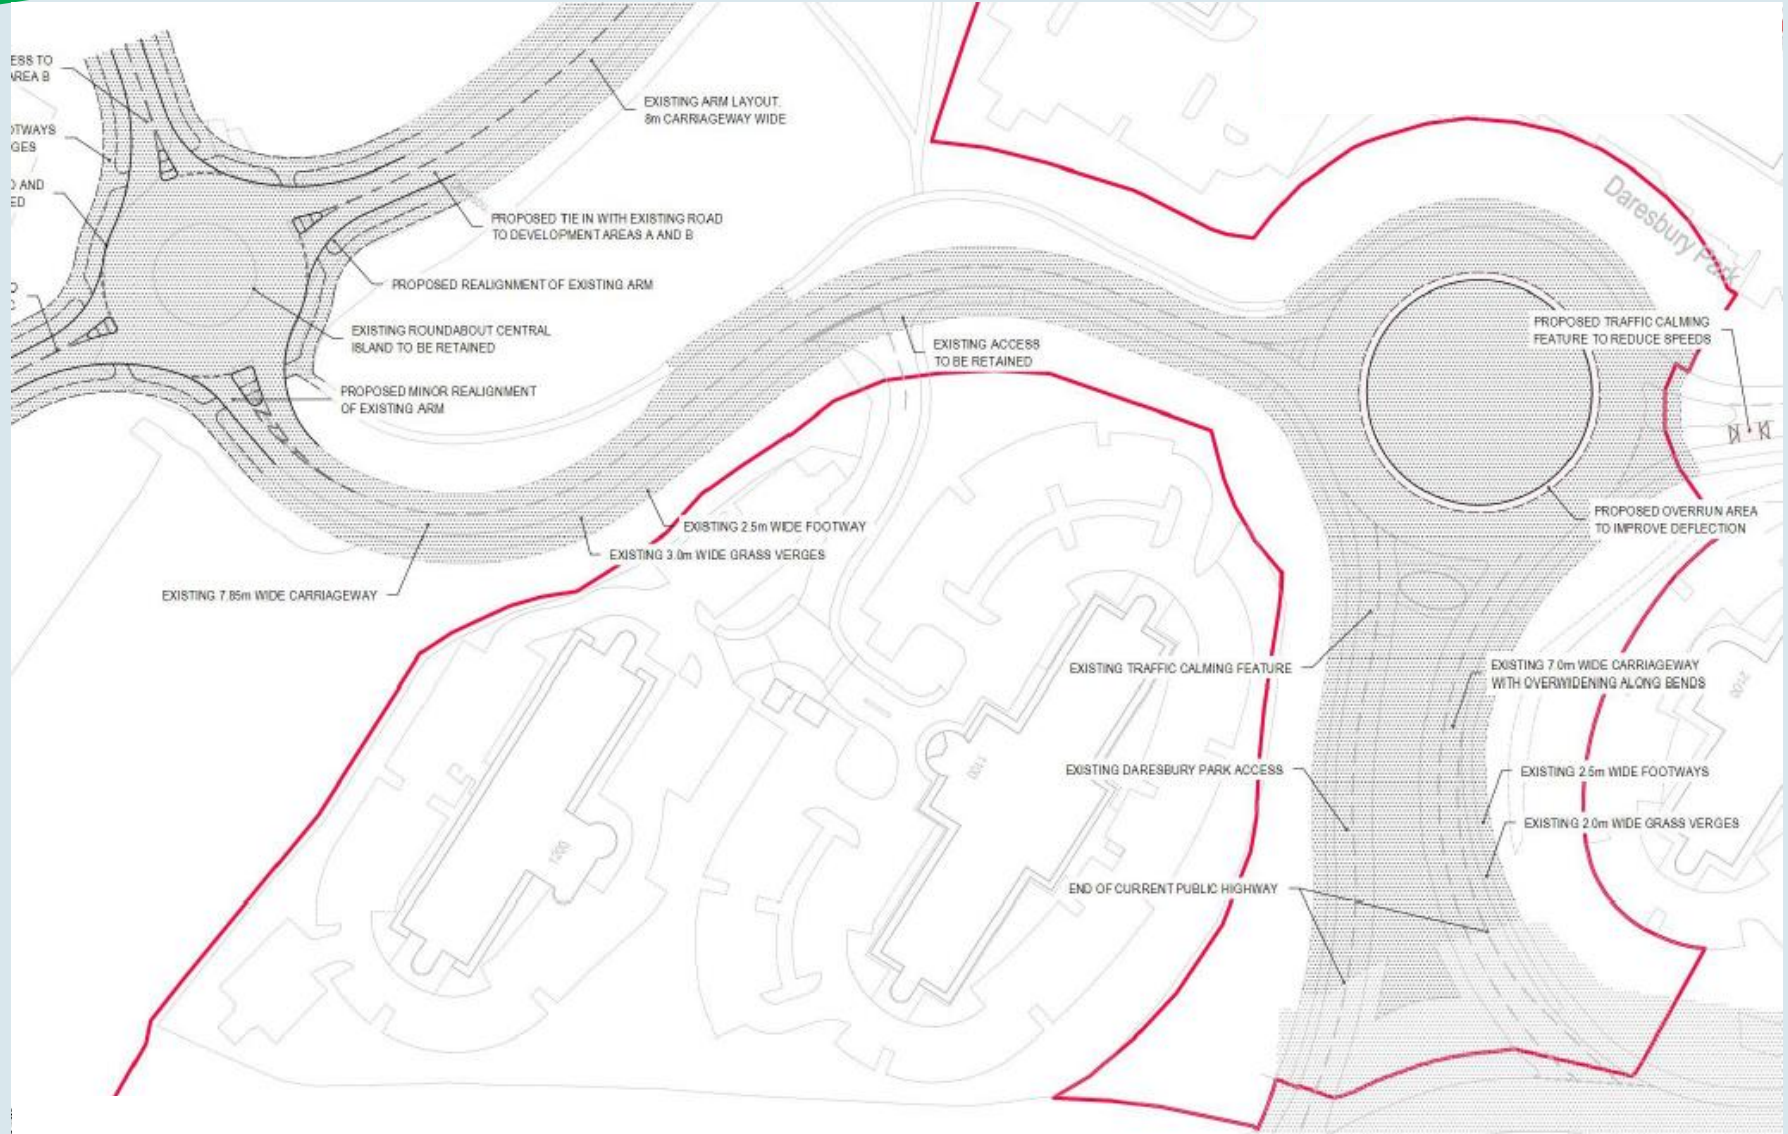 ESS TO
AREA B
OTWAYS
GES
AND
ED
EXISTING ARM LAYOUT.
8m CARRIAGEWAY WIDE
PROPOSED TIE IN WITH EXISTING ROAD
TO DEVELOPMENT AREAS A AND B
PROPOSED REALIGNMENT OF EXISTING ARM
EXISTING ROUNDABOUT CENTRAL
ISLAND TO BE RETAINED
PROPOSED MINOR REALIGNMENT
OF EXISTING ARM
EXISTING ACCESS
TO BE RETAINED
Daresbury Park
PROPOSED TRAFFIC CALMING
FEATURE TO REDUCE SPEEDS
PROPOSED OVERRUN AREA
TO IMPROVE DEFLECTION
EXISTING 2.5m WIDE FOOTWAY
EXISTING 3.0m WIDE GRASS VERGES
EXISTING 7.85m WIDE CARRIAGEWAY
EXISTING TRAFFIC CALMING FEATURE
EXISTING 7.0m WIDE CARRIAGEWAY
WITH OVERWIDENING ALONG BENDS
2100
EXISTING DARESBURY PARK ACCESS
EXISTING 2.5m WIDE FOOTWAYS
EXISTING 2.0m WIDE GRASS VERGES
1100
1200
END OF CURRENT PUBLIC HIGHWAY